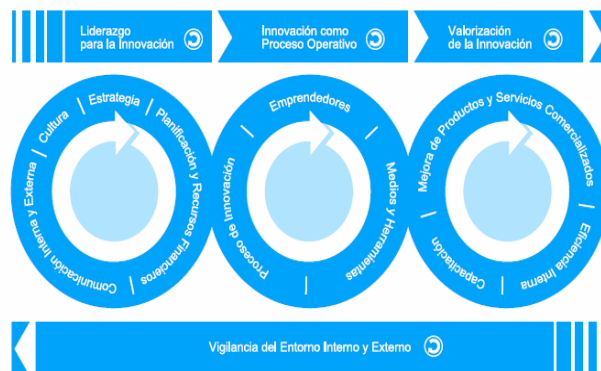 Liderazgo
para la Innovación
Innovación como
Proceso Operativo
Valorización
de la Innovación
Comunicación Interna y Externa
Cultura
Estrategia
Planificación y Recursos Financieros
Proceso de Innovación
Emprendedores
Medios y Herramientas
Mejora de Productos y Servicios Comercializados
Eficiencia Interna
Capacitación
Vigilancia del Entorno Interno y Externo